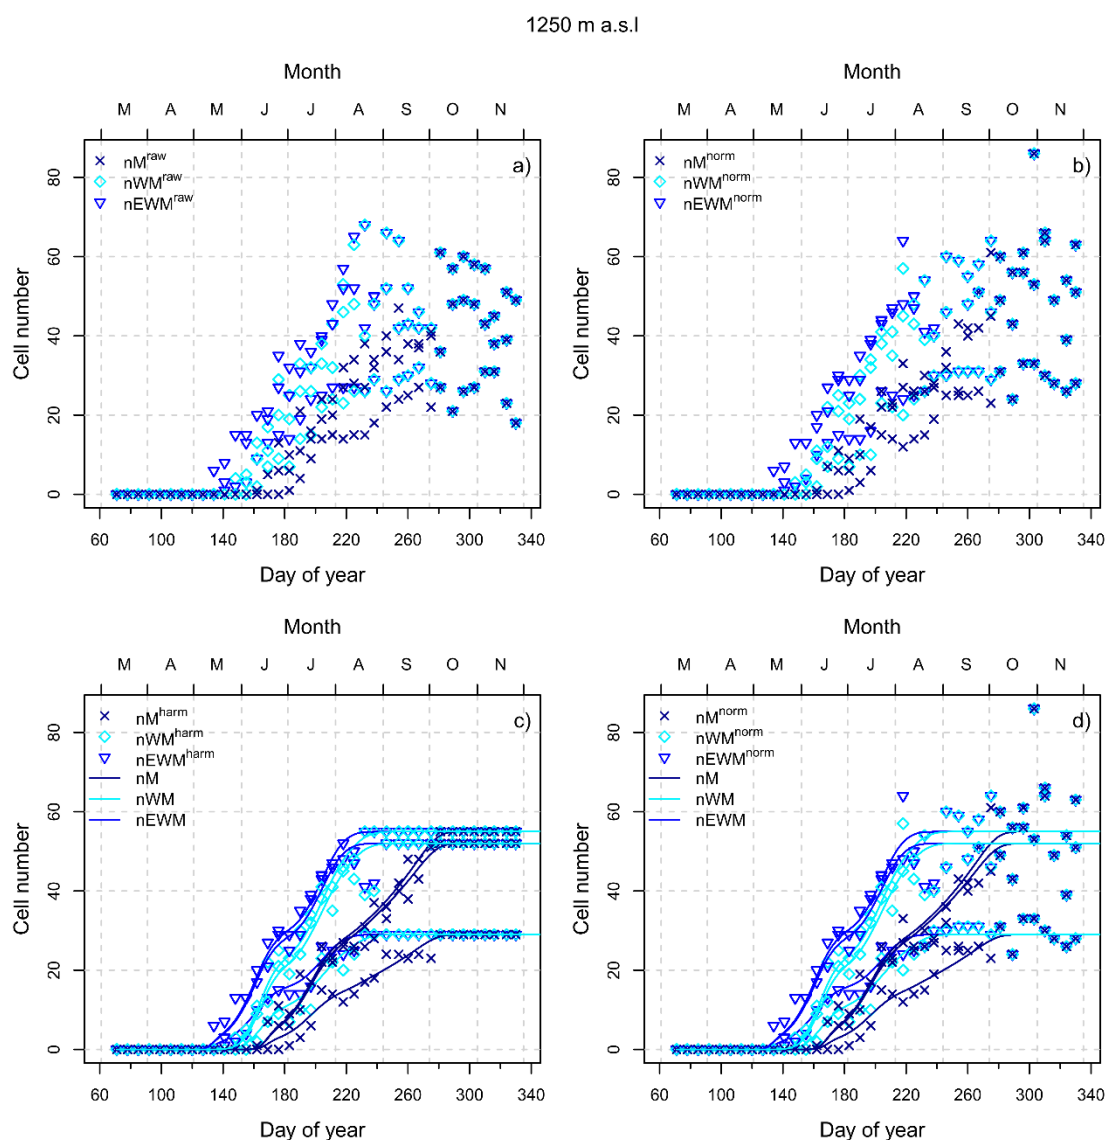 1250 m a.s.l
Month
M A M J J A S O N
a)
nM^raw
nWM^raw
nEWM^raw
Cell number
0 20 40 60 80
60 100 140 180 220 260 300 340
Day of year
Month
M A M J J A S O N
b)
nM^norm
nWM^norm
nEWM^norm
Cell number
0 20 40 60 80
60 100 140 180 220 260 300 340
Day of year
Month
M A M J J A S O N
c)
nM^harm
nWM^harm
nEWM^harm
nM
nWM
nEWM
Cell number
0 20 40 60 80
60 100 140 180 220 260 300 340
Day of year
Month
M A M J J A S O N
d)
nM^norm
nWM^norm
nEWM^norm
nM
nWM
nEWM
Cell number
0 20 40 60 80
60 100 140 180 220 260 300 340
Day of year